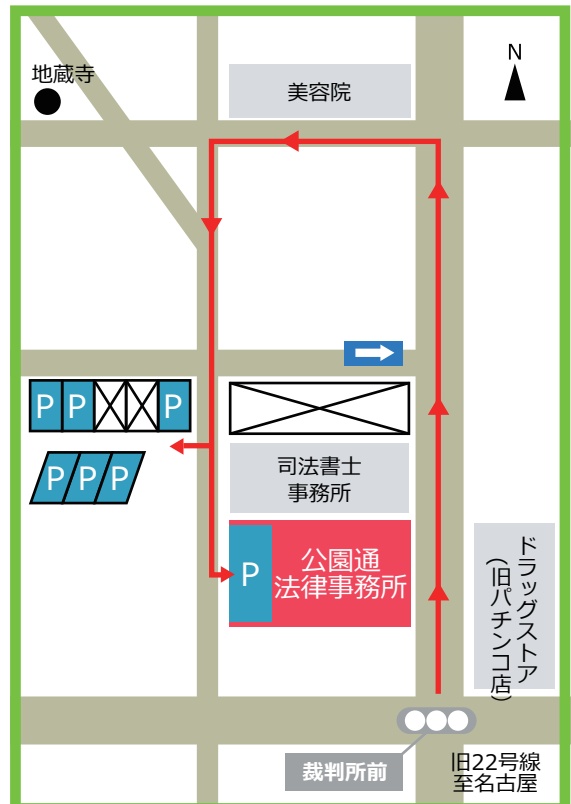 地蔵寺
美容院
N
P P P
P P P
司法書士
事務所
P
公園通
法律事務所
ドラッグストア
(旧パチンコ店)
裁判所前
旧22号線
至名古屋